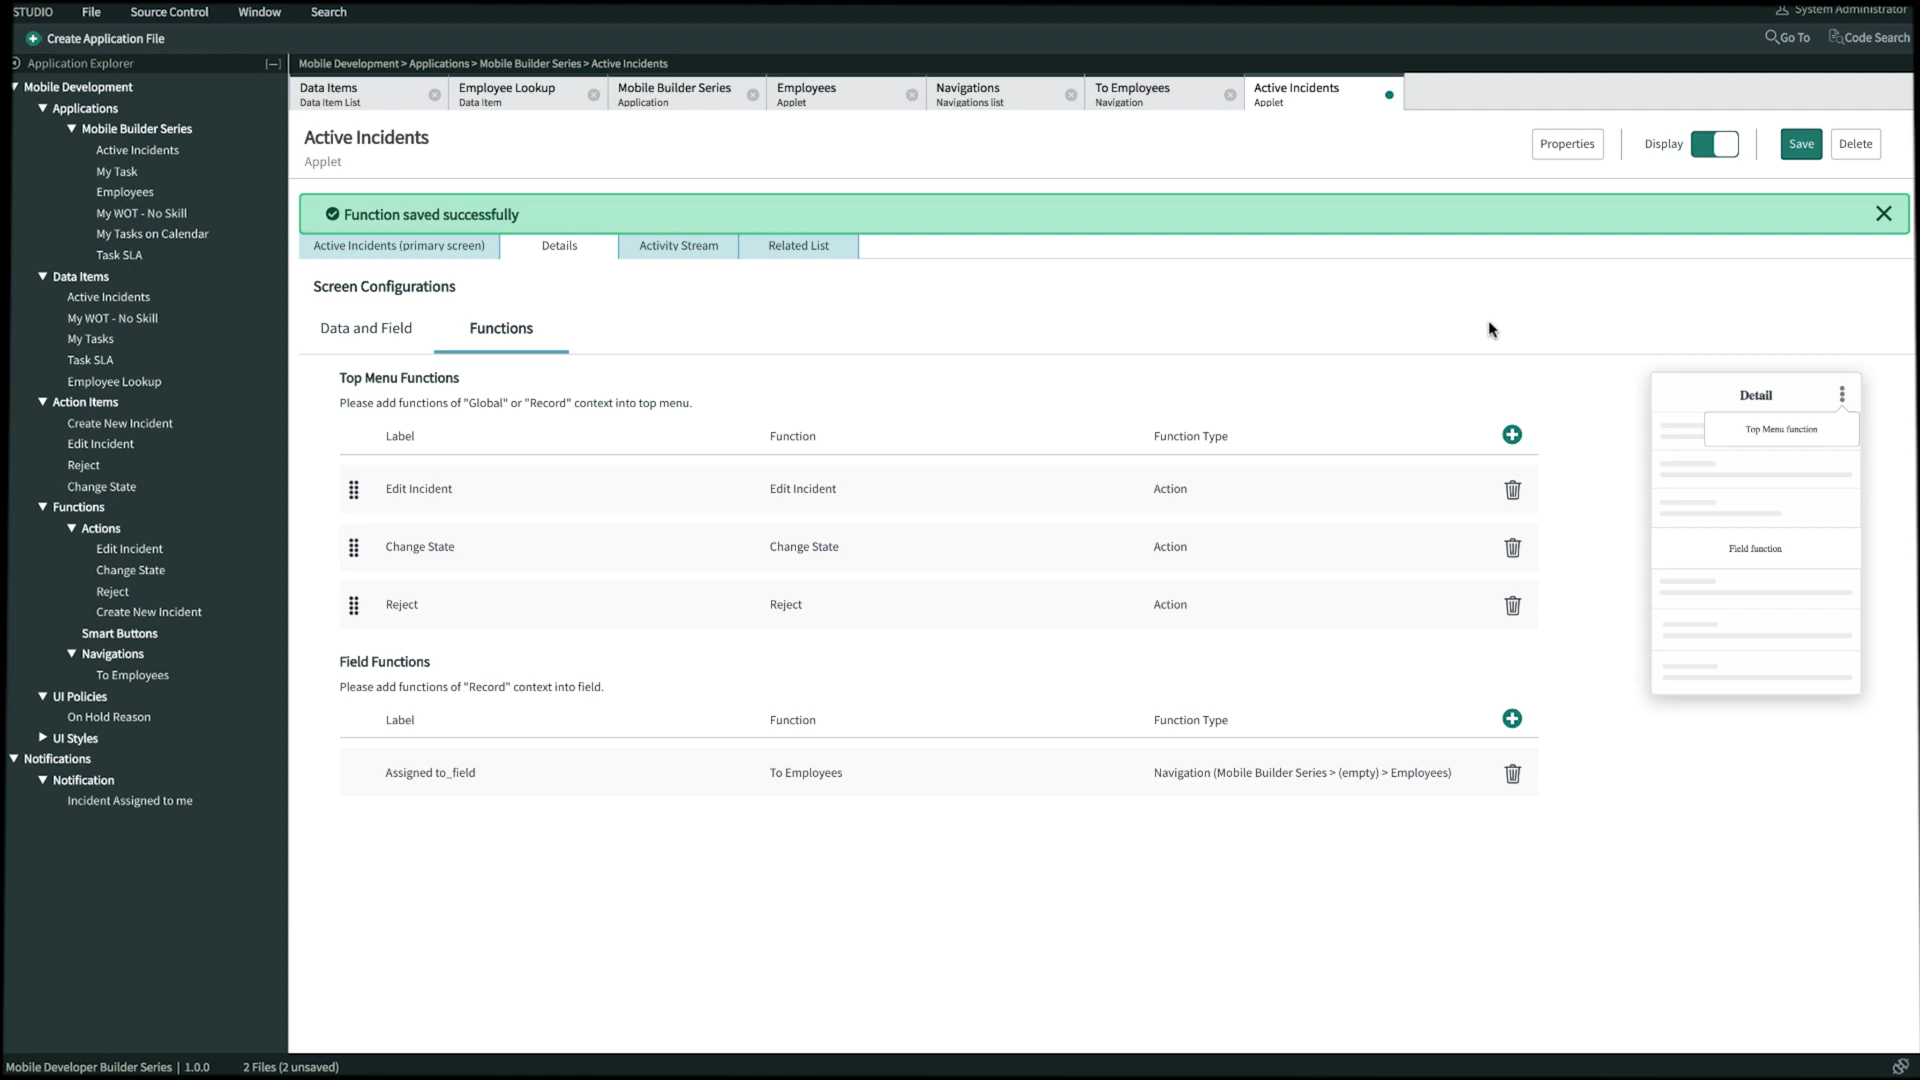 STUDIO File Source Control Window Search System Administrator
Create Application File Go To Code Search
Application Explorer [—] Mobile Development > Applications > Mobile Builder Series > Active Incidents
Mobile Development
Applications
Mobile Builder Series
Active Incidents
My Task
Employees
My WOT - No Skill
My Tasks on Calendar
Task SLA
Data Items
Active Incidents
My WOT - No Skill
My Tasks
Task SLA
Employee Lookup
Action Items
Create New Incident
Edit Incident
Reject
Change State
Functions
Actions
Edit Incident
Change State
Reject
Create New Incident
Smart Buttons
Navigations
To Employees
UI Policies
On Hold Reason
UI Styles
Notifications
Notification
Incident Assigned to me
Data Items Employee Lookup Mobile Builder Series Employees Navigations To Employees Active Incidents
Data Item List Data Item Application Applet Navigations list Navigation Applet
Active Incidents
Applet
Properties Display Save Delete
Function saved successfully
Active Incidents (primary screen) Details Activity Stream Related List
Screen Configurations
Data and Field Functions
Top Menu Functions
Please add functions of "Global" or "Record" context into top menu.
Label Function Function Type
Edit Incident Edit Incident Action
Change State Change State Action
Reject Reject Action
Field Functions
Please add functions of "Record" context into field.
Label Function Function Type
Assigned to_field To Employees Navigation (Mobile Builder Series > (empty) > Employees)
Detail
Top Menu function
Field function
Mobile Developer Builder Series | 1.0.0 2 Files (2 unsaved)